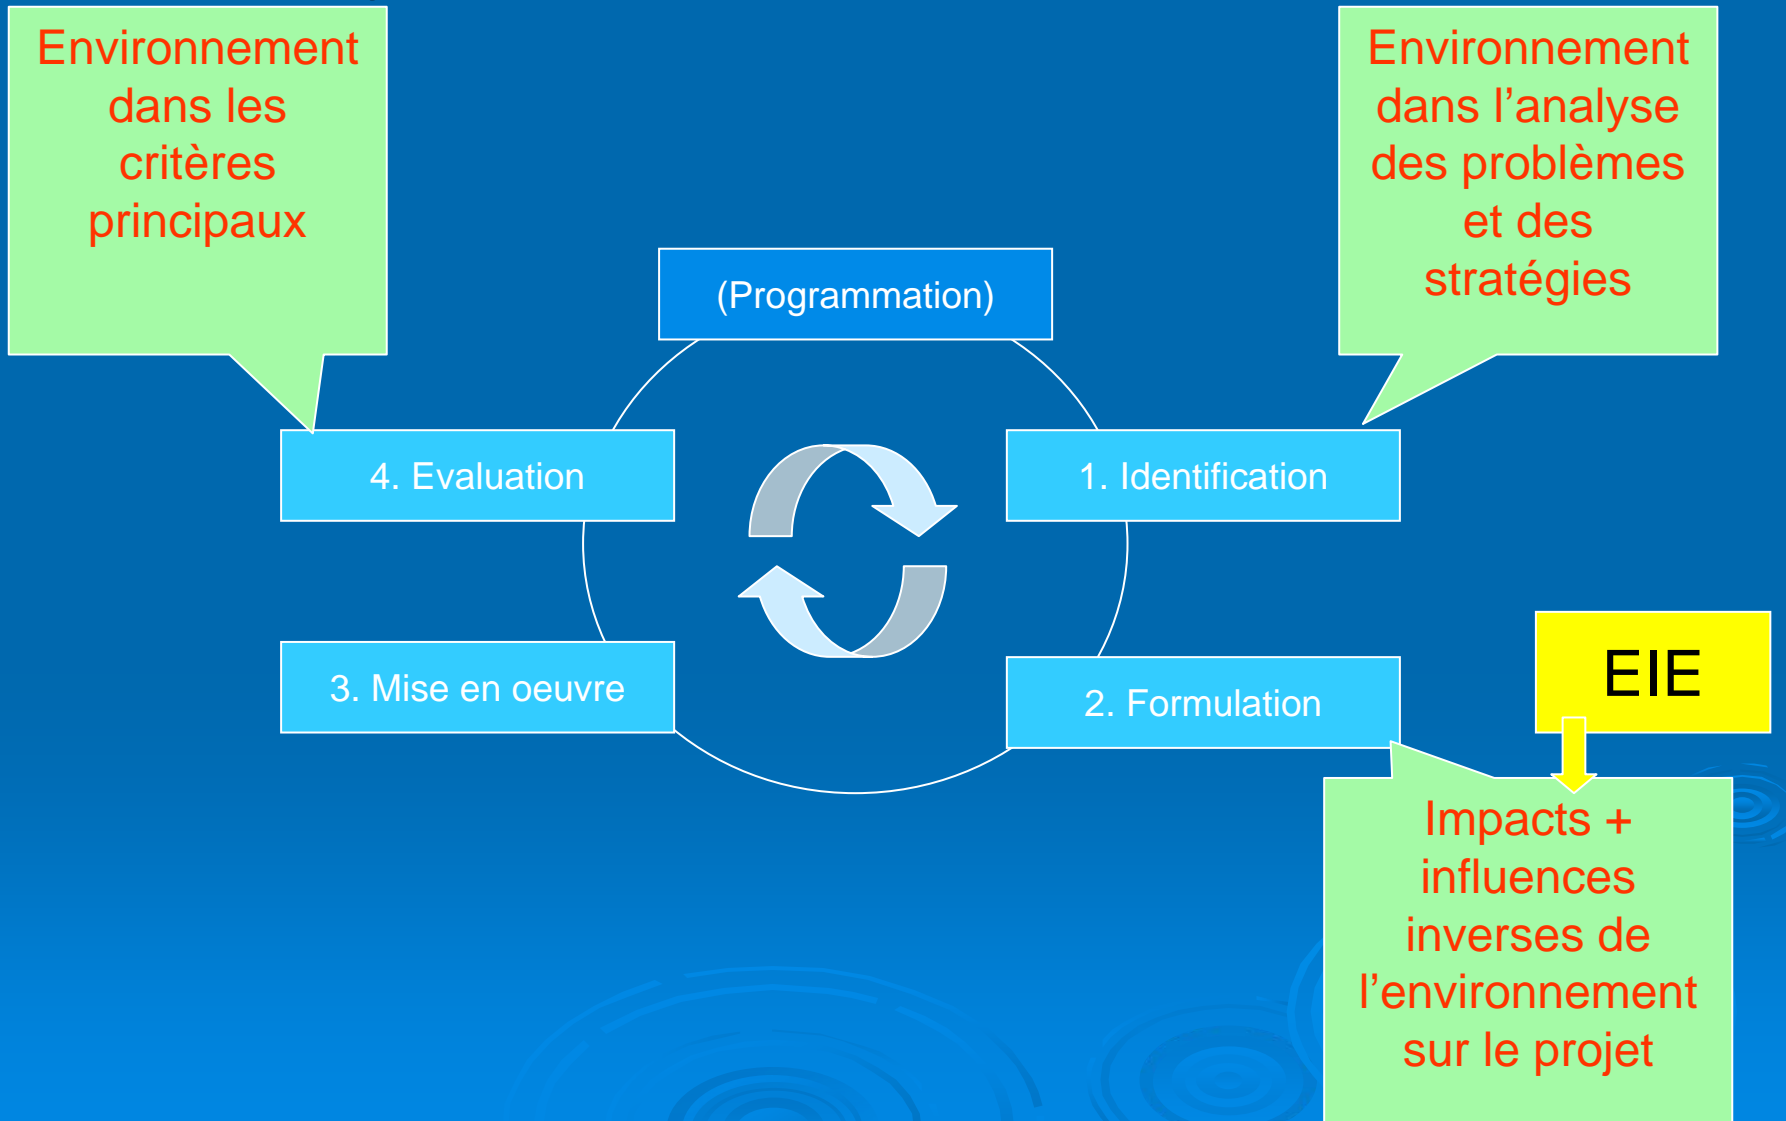 Environnement
dans les
critères
principaux
Environnement
dans l’analyse
des problèmes
et des
stratégies
(Programmation)
4. Evaluation
1. Identification
3. Mise en oeuvre
2. Formulation
EIE
Impacts +
influences
inverses de
l’environnement
sur le projet